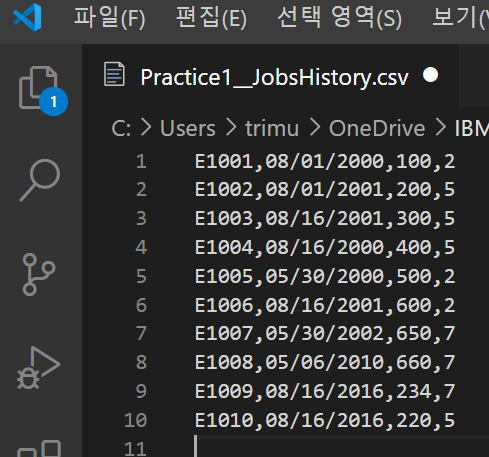 파일(F) 편집(E) 선택 영역(S) 보기(
Practice1__JobsHistory.csv
1
C: > Users > trimu > OneDrive > IBM
1 E1001,08/01/2000,100,2
2 E1002,08/01/2001,200,5
3 E1003,08/16/2001,300,5
4 E1004,08/16/2000,400,5
5 E1005,05/30/2000,500,2
6 E1006,08/16/2001,600,2
7 E1007,05/30/2002,650,7
8 E1008,05/06/2010,660,7
9 E1009,08/16/2016,234,7
10 E1010,08/16/2016,220,5
11